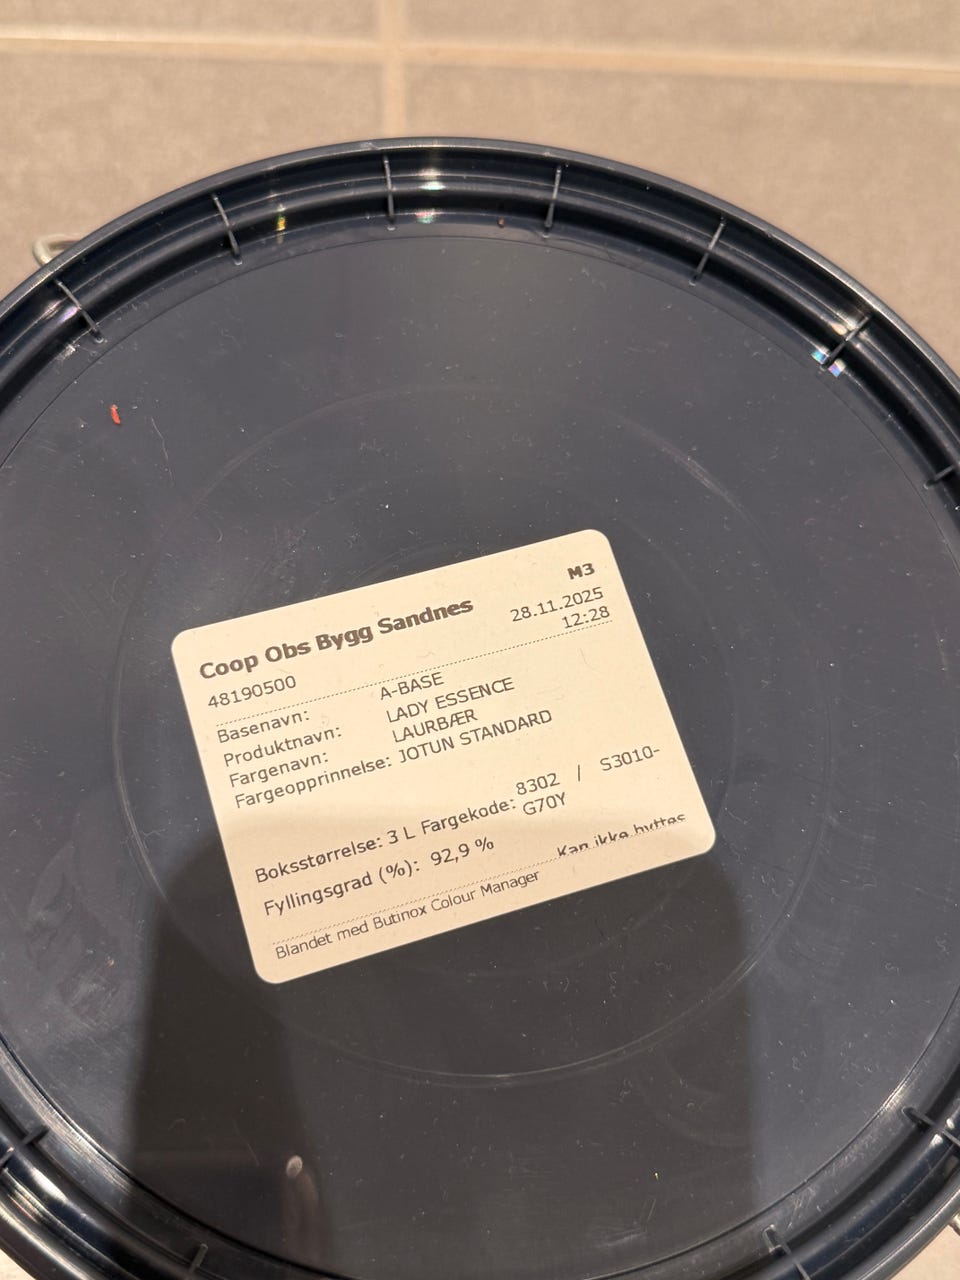 M3
Coop Obs Bygg Sandnes 28.11.2025
48190500 12:28
Basenavn: A-BASE
Produktnavn: LADY ESSENCE
Fargenavn: LAURBÆR
Fargeopprinnelse: JOTUN STANDARD
Boksstørrelse: 3 L Fargekode: 8302 / S3010-
G70Y
Fyllingsgrad (%): 92,9 %
Kan ikke byttes
Blandet med Butinox Colour Manager